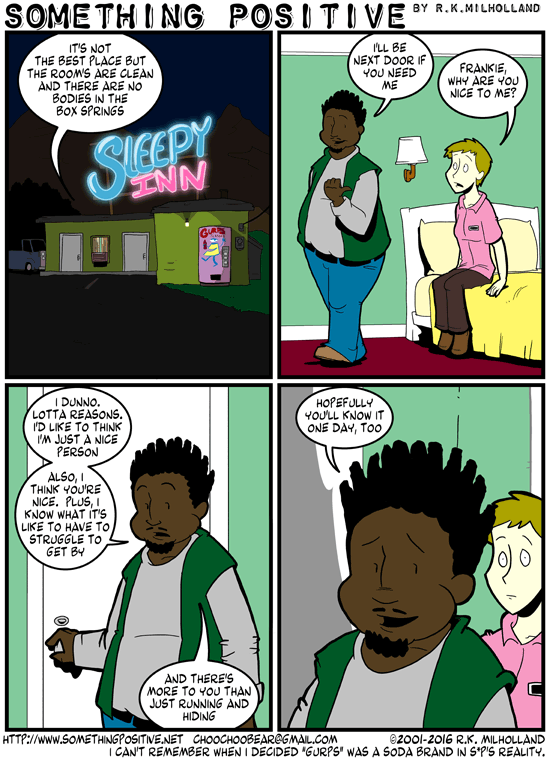 SOMETHING POSITIVE BY R.K.MILHOLLAND
IT'S NOT
THE BEST PLACE BUT
THE ROOMS ARE CLEAN
AND THERE ARE NO
BODIES IN THE
BOX SPRINGS
SLEEPY
INN
GURPS
I'LL BE
NEXT DOOR IF
YOU NEED
ME
FRANKIE,
WHY ARE YOU
NICE TO ME?
I DUNNO.
LOTTA REASONS.
I'D LIKE TO THINK
I'M JUST A NICE
PERSON
ALSO, I
THINK YOU'RE
NICE. PLUS, I
KNOW WHAT IT'S
LIKE TO HAVE TO
STRUGGLE TO
GET BY
AND THERE'S
MORE TO YOU THAN
JUST RUNNING AND
HIDING
HOPEFULLY
YOU'LL KNOW IT
ONE DAY, TOO
HTTP://WWW.SOMETHINGPOSITIVE.NET CHOOCHOOBEAR@GMAIL.COM ©2001-2016 R.K. MILHOLLAND
I CAN'T REMEMBER WHEN I DECIDED "GURPS" WAS A SODA BRAND IN S*P'S REALITY.